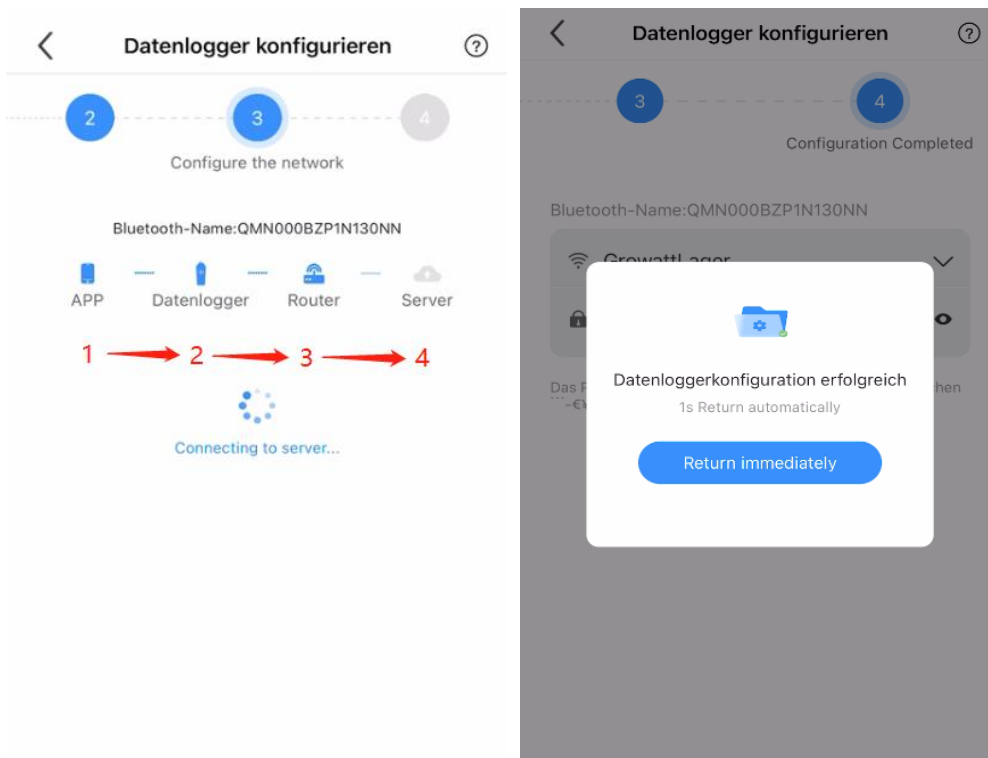 Datenlogger konfigurieren
?
2
3
4
Configure the network
Bluetooth-Name:QMN000BZP1N130NN
APP
Datenlogger
Router
Server
1
2
3
4
Connecting to server...
Datenlogger konfigurieren
?
3
4
Configuration Completed
Bluetooth-Name:QMN000BZP1N130NN
GrowattLager
Das
Datenloggerkonfiguration erfolgreich
1s Return automatically
Return immediately